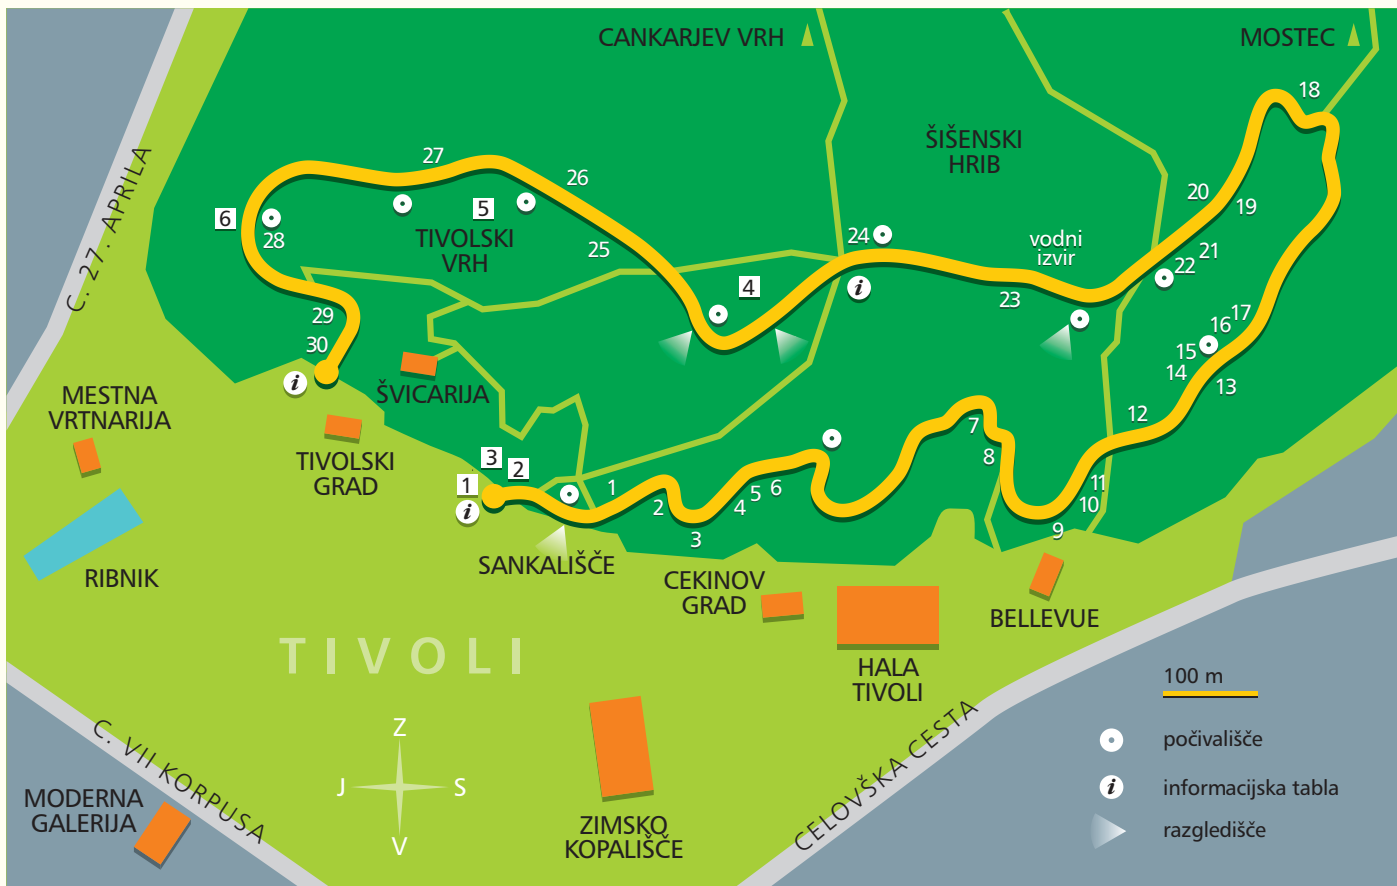 CANKARJEV VRH
MOSTEC
18
ŠIŠENSKI
HRIB
C. 27. APRILA
27
26
20
19
6
28
5
TIVOLSKI
VRH
25
24
vodni
izvir
21
22
4
i
23
29
30
17
16
15
14
13
i
MESTNA
VRTNARIJA
ŠVICARIJA
12
7
8
TIVOLSKI
GRAD
3
2
1
i
1
2
3
4
5
6
11
10
9
RIBNIK
SANKALIŠČE
CEKINOV
GRAD
BELLEVUE
TIVOLI
HALA
TIVOLI
100 m
C. VII KORPUSA
Z
J
S
V
CELOVŠKA CESTA
počivališče
i
informacijska tabla
razgledišče
MODERNA
GALERIJA
ZIMSKO
KOPALIŠČE